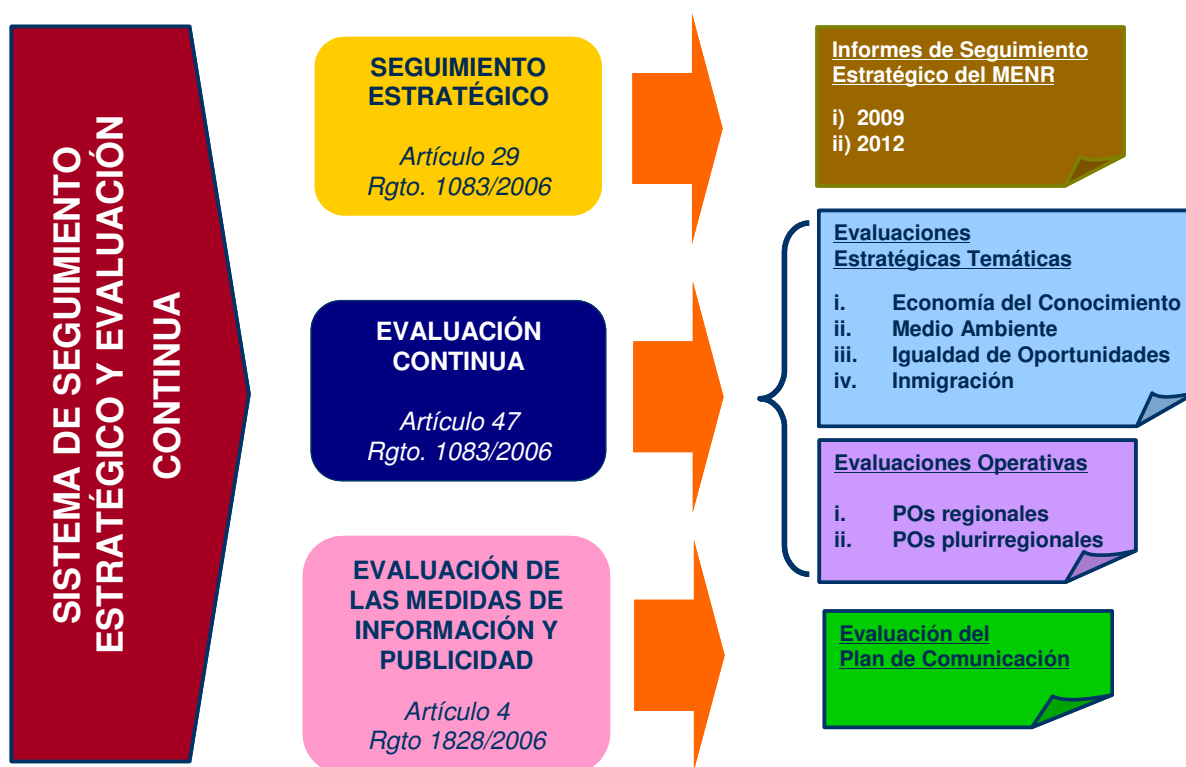 SISTEMA DE SEGUIMIENTO
ESTRATÉGICO Y EVALUACIÓN
CONTINUA
SEGUIMIENTO
ESTRATÉGICO
Artículo 29
Rgto. 1083/2006
Informes de Seguimiento
Estratégico del MENR
i) 2009
ii) 2012
EVALUACIÓN
CONTINUA
Artículo 47
Rgto. 1083/2006
Evaluaciones
Estratégicas Temáticas
i. Economía del Conocimiento
ii. Medio Ambiente
iii. Igualdad de Oportunidades
iv. Inmigración
Evaluaciones Operativas
i. POs regionales
ii. POs plurirregionales
EVALUACIÓN DE
LAS MEDIDAS DE
INFORMACIÓN Y
PUBLICIDAD
Artículo 4
Rgto 1828/2006
Evaluación del
Plan de Comunicación